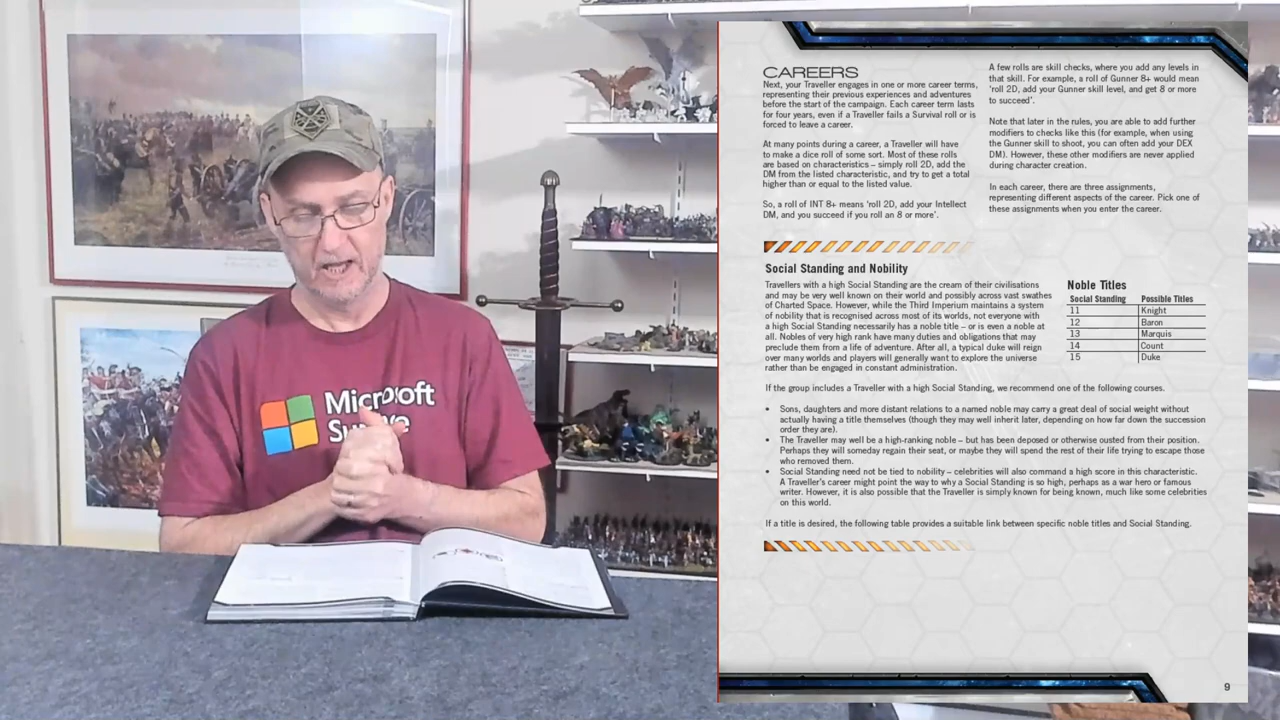 Microsoft
CAREERS
Next, your Traveller engages in one or more career terms,
representing their previous experiences and adventures
before the start of the campaign. Each career term lasts
for four years, even if a Traveller fails a Survival roll or is
forced to leave a career.
At many points during a career, a Traveller will have
to make a dice roll of some sort. Most of these rolls
are based on characteristics – simply roll 2D, add the
DM from the listed characteristic, and try to get a total
higher than or equal to the listed value.
So, a roll of INT 8+ means ‘roll 2D, add your Intellect
DM, and you succeed if you roll an 8 or more’.
A few rolls are skill checks, where you add any levels in
that skill. For example, a roll of Gunner 8+ would mean
‘roll 2D, add your Gunner skill level, and get 8 or more
to succeed’.
Note that later in the rules, you are able to add further
modifiers to checks like this (for example, when using
the Gunner skill to shoot, you can often add your DEX
DM). However, these other modifiers are never applied
during character creation.
In each career, there are three assignments,
representing different aspects of the career. Pick one of
these assignments when you enter the career.
Social Standing and Nobility
Travellers with a high Social Standing are the cream of their civilisations
and may be very well known on their world and possibly across vast swathes
of Charted Space. However, while the Third Imperium maintains a system
of nobility that is recognised across most of its worlds, not everyone with
a high Social Standing necessarily has a noble title – or is even a noble at
all. Nobles of very high rank have many duties and obligations that may
preclude them from a life of adventure. After all, a typical duke will reign
over many worlds and players will generally want to explore the universe
rather than be engaged in constant administration.
Noble Titles
Social Standing Possible Titles
11 Knight
12 Baron
13 Marquis
14 Count
15 Duke
If the group includes a Traveller with a high Social Standing, we recommend one of the following courses.
• Sons, daughters and more distant relations to a named noble may carry a great deal of social weight without
actually having a title themselves (though they may well inherit later, depending on how far down the succession
order they are).
• The Traveller may well be a high-ranking noble – but has been deposed or otherwise ousted from their position.
Perhaps they will someday regain their seat, or maybe they will spend the rest of their life trying to escape those
who removed them.
• Social Standing need not be tied to nobility – celebrities will also command a high score in this characteristic.
A Traveller’s career might point the way to why a Social Standing is so high, perhaps as a war hero or famous
writer. However, it is also possible that the Traveller is simply known for being known, much like some celebrities
on this world.
If a title is desired, the following table provides a suitable link between specific noble titles and Social Standing.
9